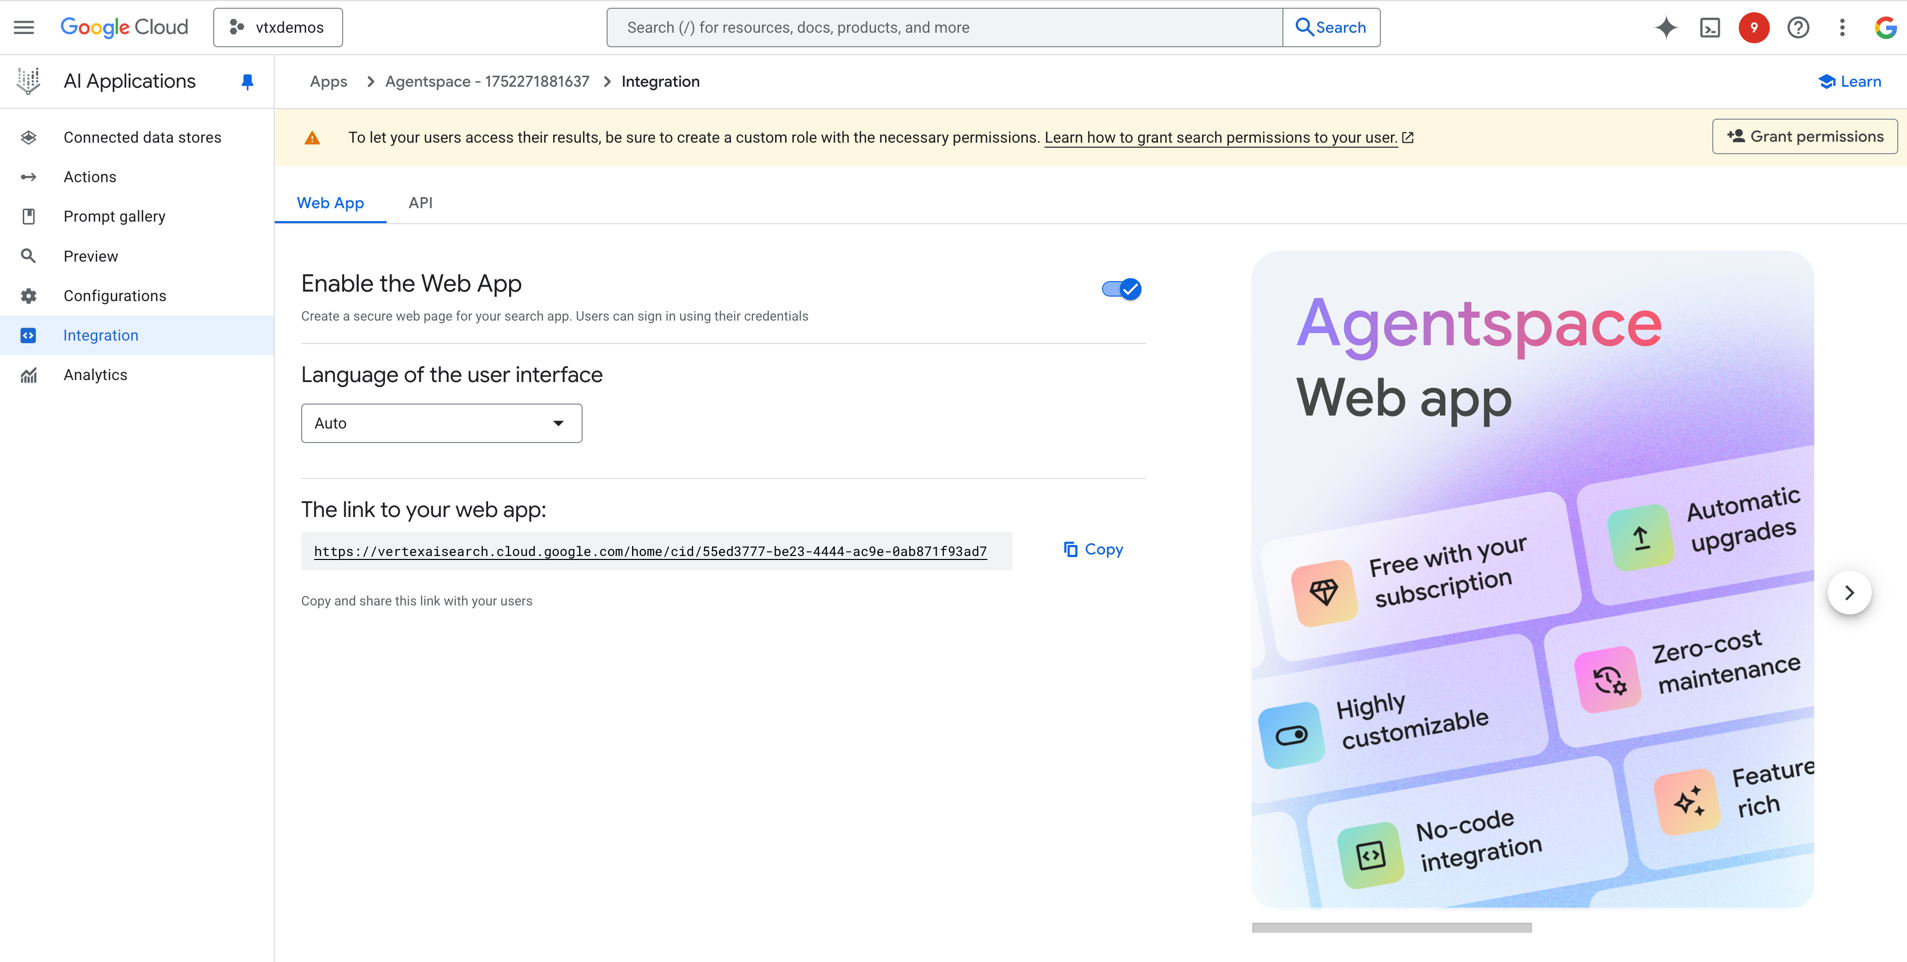 Google Cloud
vtxdemos
Search (/) for resources, docs, products, and more
Search
9
AI Applications
Apps
Agentspace - 1752271881637
Integration
Learn
Connected data stores
Actions
Prompt gallery
Preview
Configurations
Integration
Analytics
To let your users access their results, be sure to create a custom role with the necessary permissions. Learn how to grant search permissions to your user.
Grant permissions
Web App
API
Enable the Web App
Create a secure web page for your search app. Users can sign in using their credentials
Language of the user interface
Auto
The link to your web app:
https://vertexaisearch.cloud.google.com/home/cid/55ed3777-be23-4444-ac9e-0ab871f93ad7
Copy
Copy and share this link with your users
Agentspace
Web app
Free with your
subscription
Automatic
upgrades
Highly
customizable
Zero-cost
maintenance
No-code
integration
Feature
rich